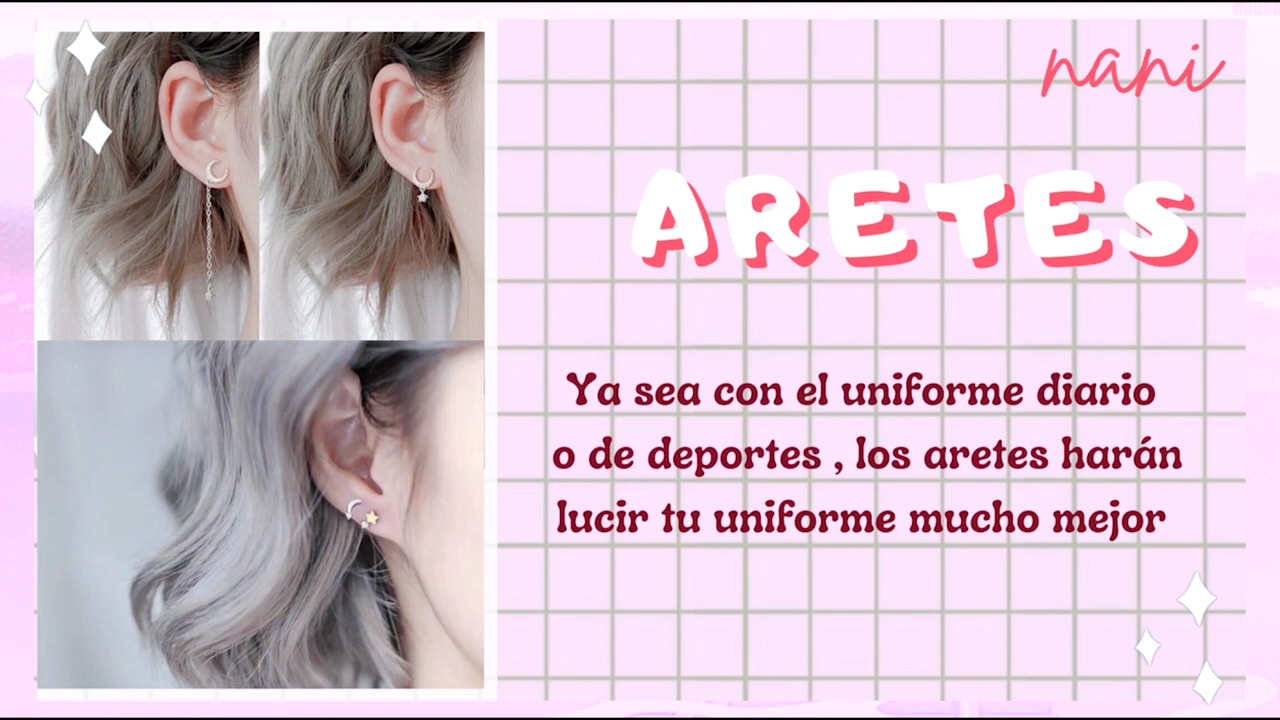 nani
ARETES
Ya sea con el uniforme diario
o de deportes , los aretes harán
lucir tu uniforme mucho mejor